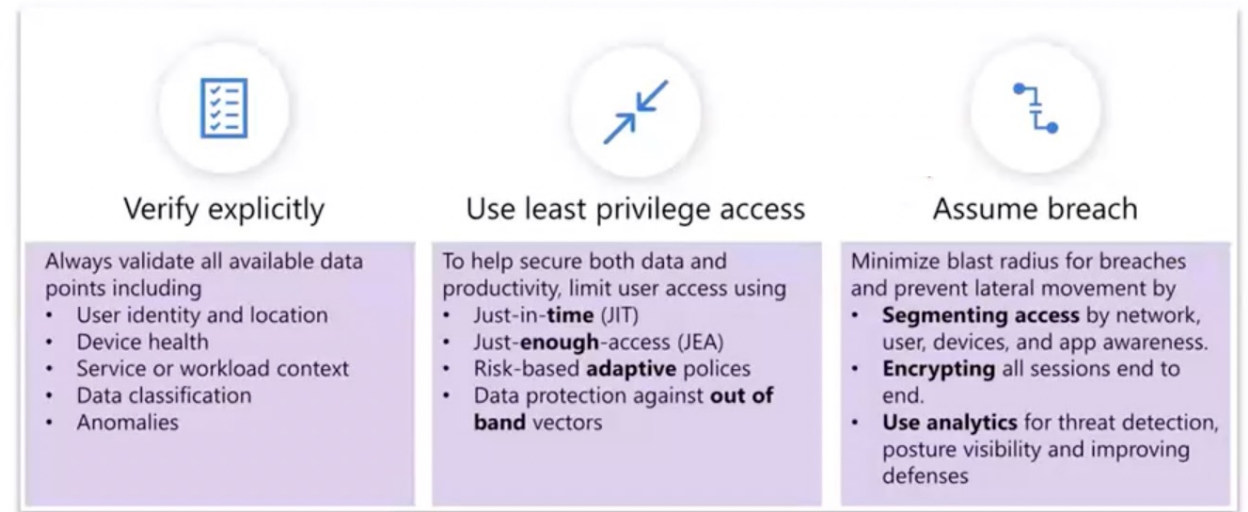 Verify explicitly
Always validate all available data
points including
• User identity and location
• Device health
• Service or workload context
• Data classification
• Anomalies
Use least privilege access
To help secure both data and
productivity, limit user access using
• Just-in-time (JIT)
• Just-enough-access (JEA)
• Risk-based adaptive polices
• Data protection against out of
band vectors
Assume breach
Minimize blast radius for breaches
and prevent lateral movement by
• Segmenting access by network,
user, devices, and app awareness.
• Encrypting all sessions end to
end.
• Use analytics for threat detection,
posture visibility and improving
defenses